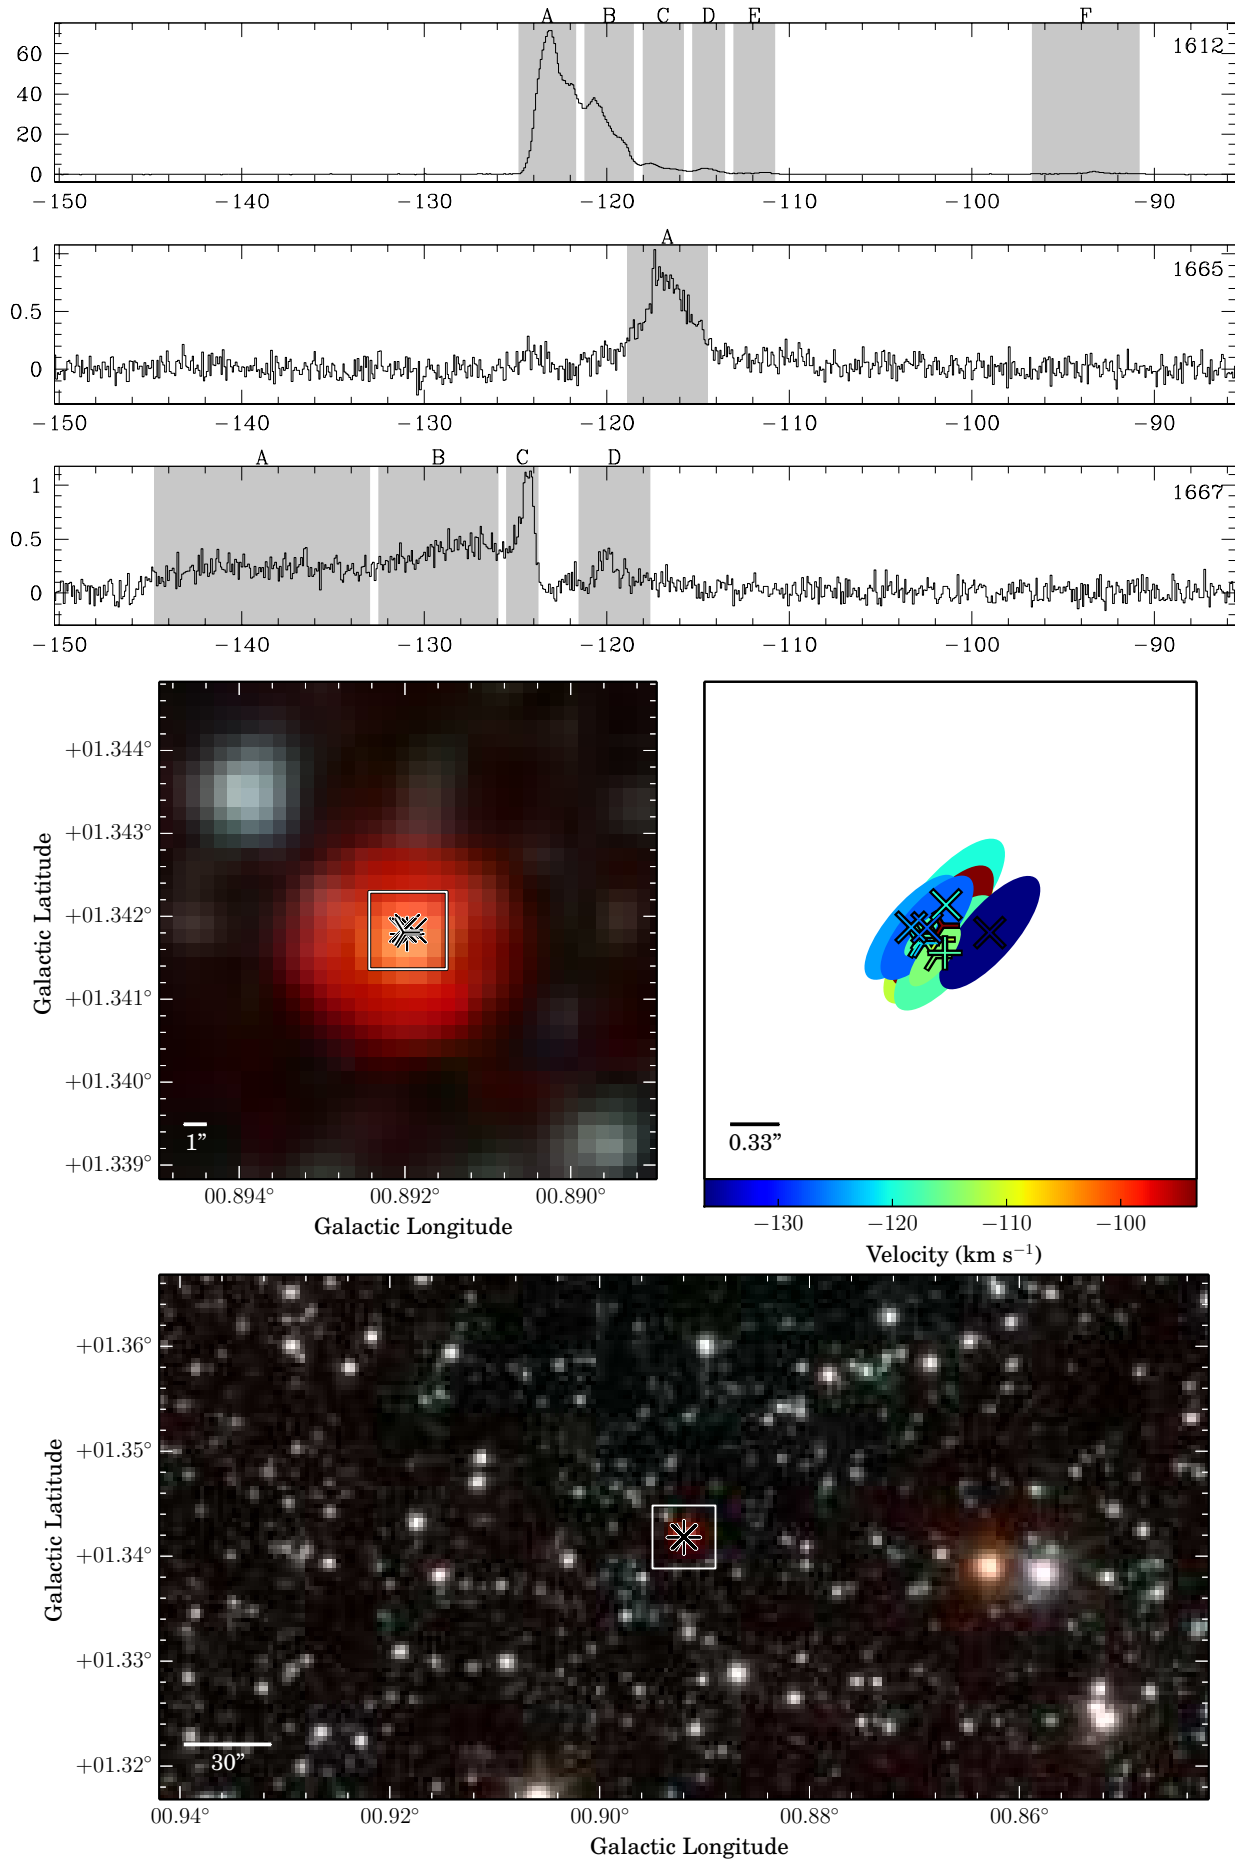 A B C D E F
1612
60
40
20
0
−150 −140 −130 −120 −110 −100 −90
A
1665
1
0.5
0
−150 −140 −130 −120 −110 −100 −90
A B C D
1667
1
0.5
0
−150 −140 −130 −120 −110 −100 −90
+01.344°
+01.343°
+01.342°
+01.341°
+01.340°
+01.339°
Galactic Latitude
1”
00.894° 00.892° 00.890°
Galactic Longitude
0.33”
−130 −120 −110 −100
Velocity (km s−1)
+01.36°
+01.35°
+01.34°
+01.33°
+01.32°
Galactic Latitude
30”
00.94° 00.92° 00.90° 00.88° 00.86°
Galactic Longitude